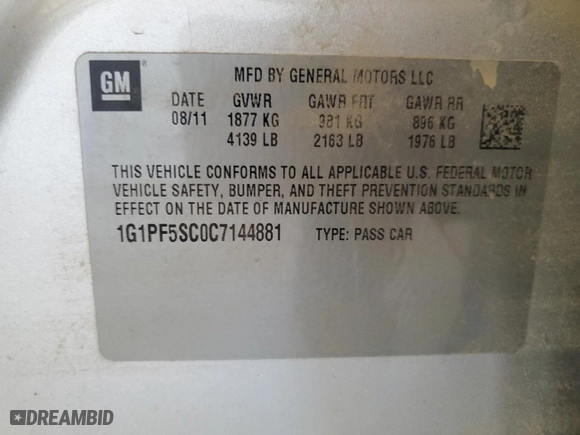 GM
MFD BY GENERAL MOTORS LLC
DATE GVWR GAWR FRT GAWR RR
08/11 1877 KG 981 KG 896 KG
4139 LB 2163 LB 1976 LB
THIS VEHICLE CONFORMS TO ALL APPLICABLE U.S. FEDERAL MOTOR
VEHICLE SAFETY, BUMPER, AND THEFT PREVENTION STANDARDS IN
EFFECT ON THE DATE OF MANUFACTURE SHOWN ABOVE.
1G1PF5SC0C7144881 TYPE: PASS CAR
DREAMBID